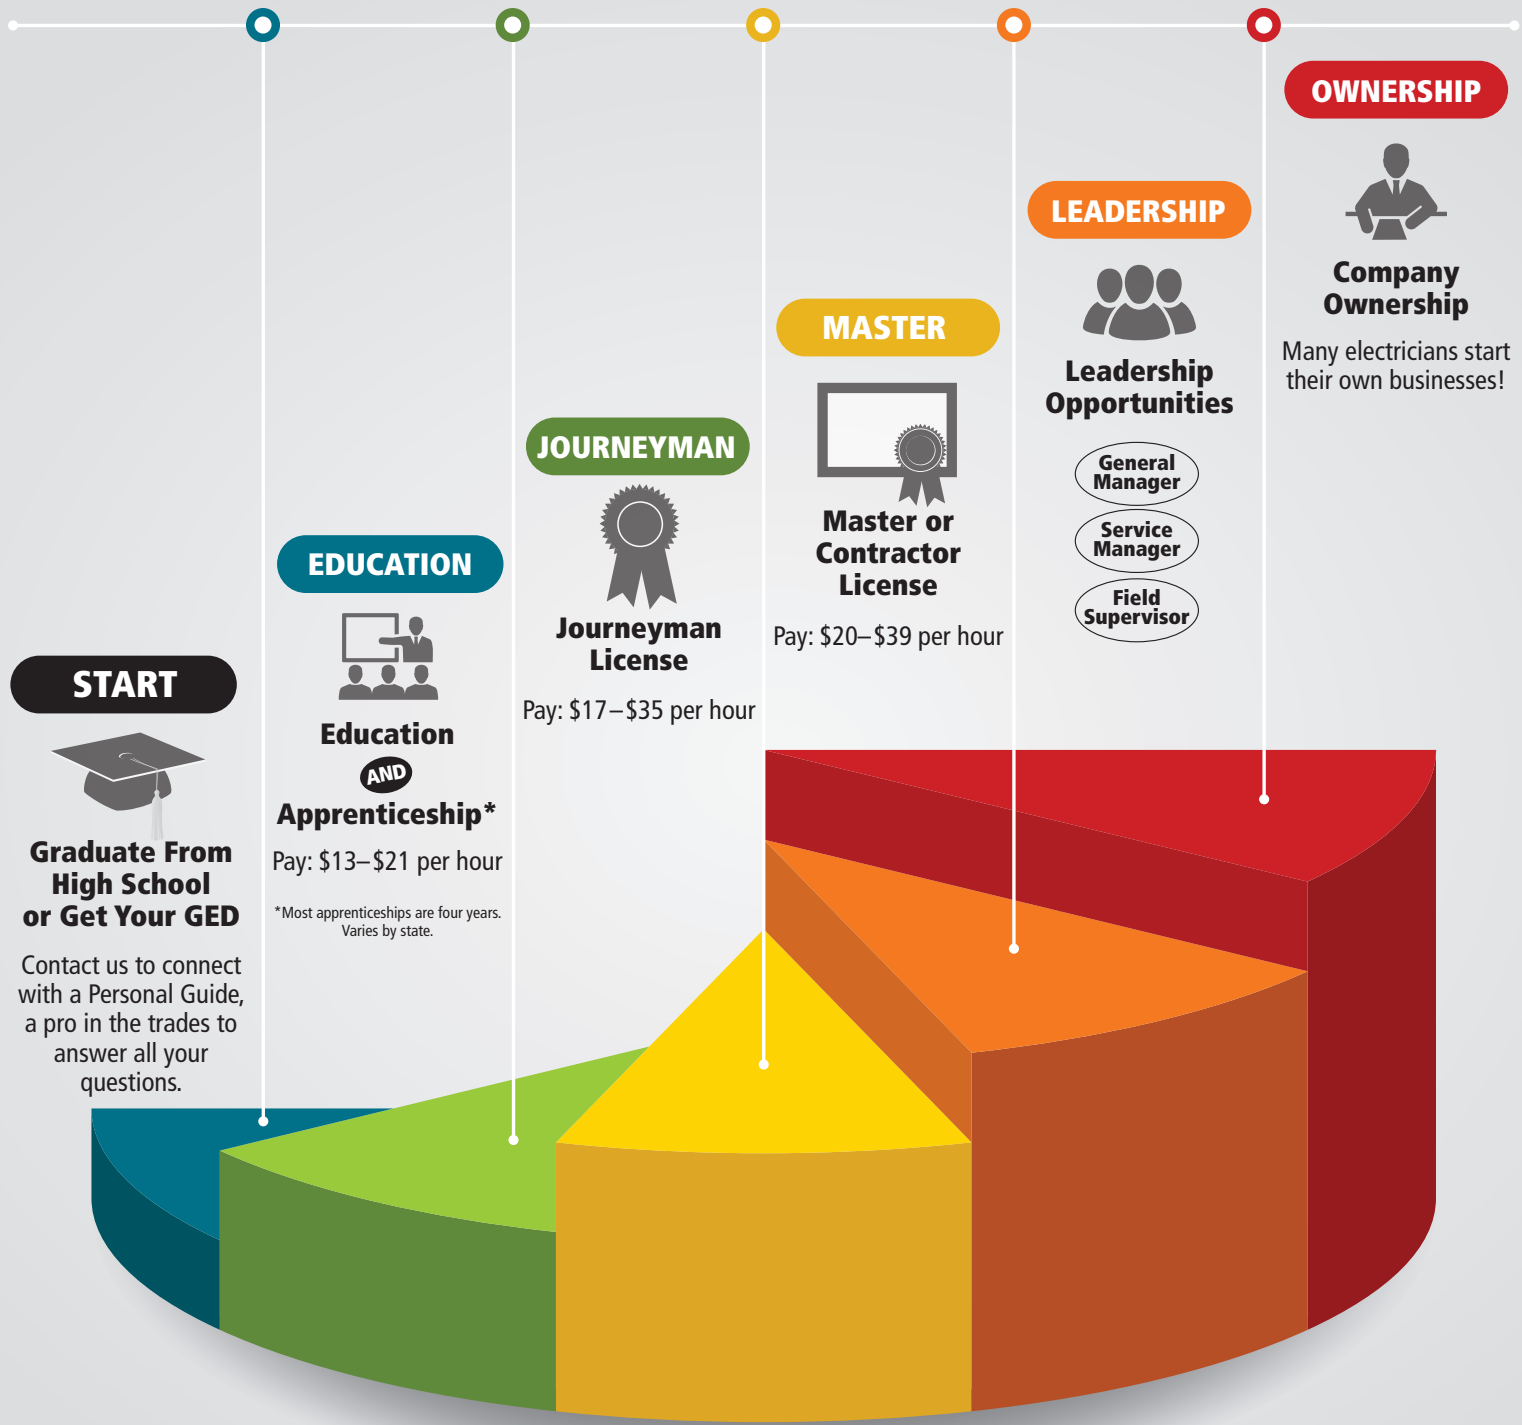 START
Graduate From
High School
or Get Your GED
Contact us to connect
with a Personal Guide,
a pro in the trades to
answer all your
questions.
EDUCATION
Education
AND
Apprenticeship*
Pay: $13–$21 per hour
*Most apprenticeships are four years.
Varies by state.
JOURNEYMAN
Journeyman
License
Pay: $17–$35 per hour
MASTER
Master or
Contractor
License
Pay: $20–$39 per hour
LEADERSHIP
Leadership
Opportunities
General
Manager
Service
Manager
Field
Supervisor
OWNERSHIP
Company
Ownership
Many electricians start
their own businesses!